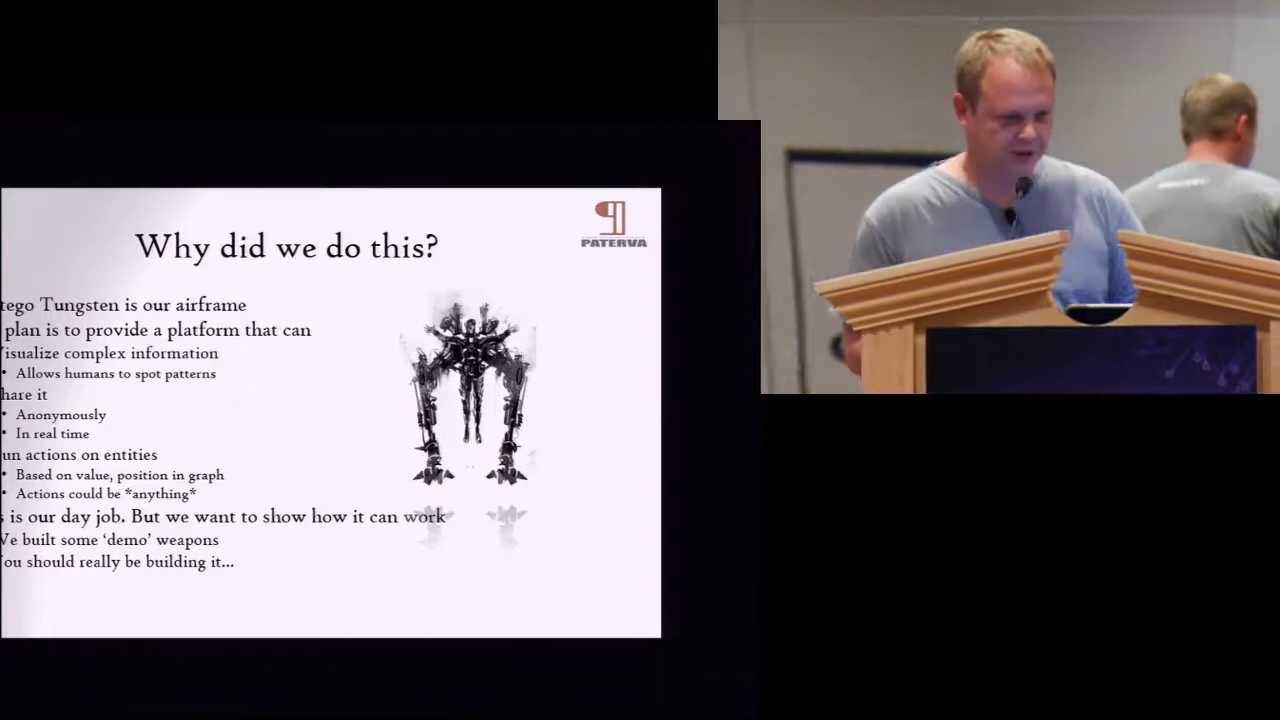 Why did we do this?
PATERVA
tego Tungsten is our airframe
plan is to provide a platform that can
isualize complex information
• Allows humans to spot patterns
hare it
• Anonymously
• In real time
un actions on entities
• Based on value, position in graph
• Actions could be *anything*
s is our day job. But we want to show how it can work
We built some ‘demo’ weapons
You should really be building it...